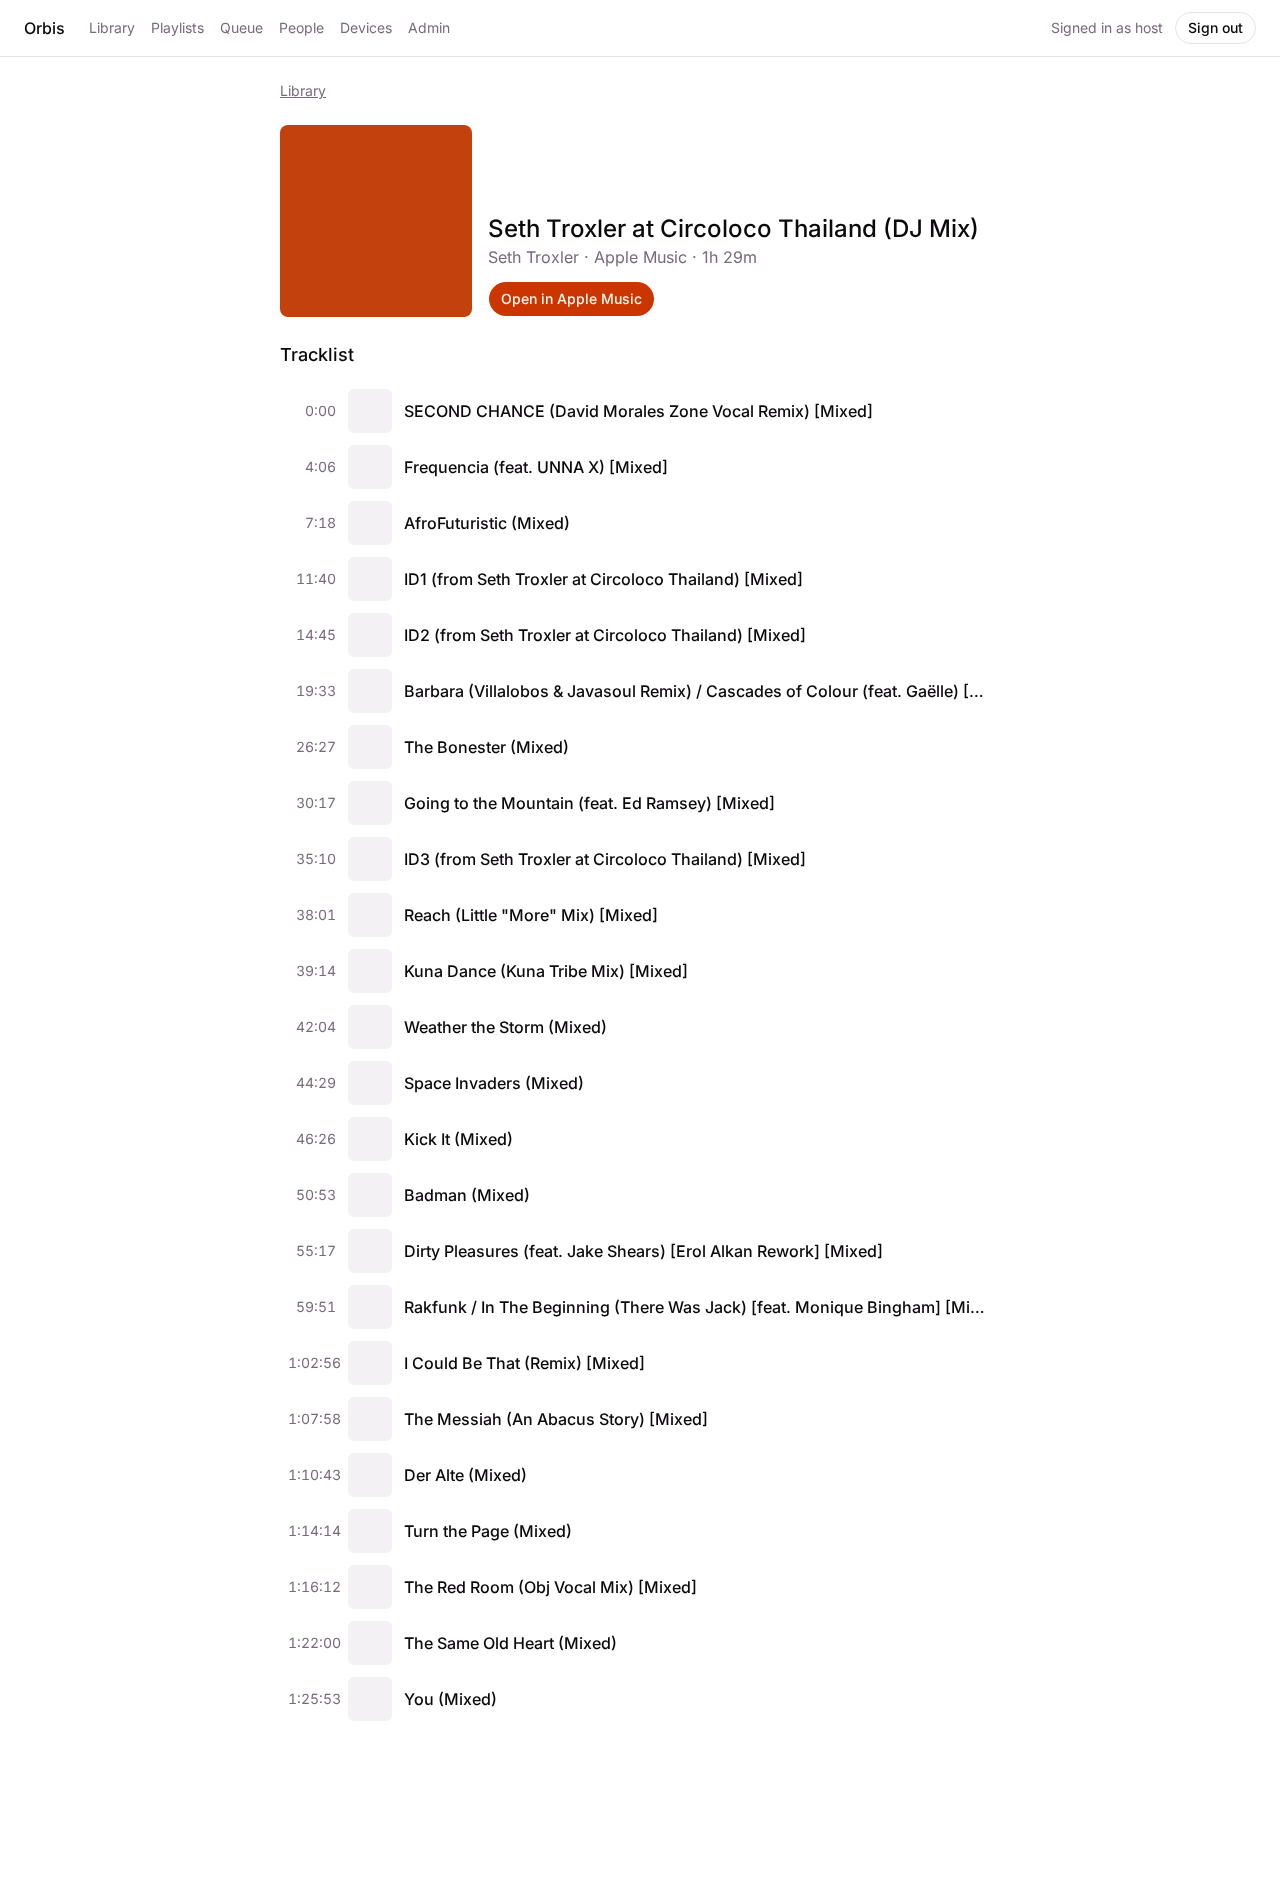 Orbis Library Playlists Queue People Devices Admin Signed in as host Sign out
Library
Seth Troxler at Circoloco Thailand (DJ Mix)
Seth Troxler · Apple Music · 1h 29m
Open in Apple Music
Tracklist
0:00 SECOND CHANCE (David Morales Zone Vocal Remix) [Mixed]
4:06 Frequencia (feat. UNNA X) [Mixed]
7:18 AfroFuturistic (Mixed)
11:40 ID1 (from Seth Troxler at Circoloco Thailand) [Mixed]
14:45 ID2 (from Seth Troxler at Circoloco Thailand) [Mixed]
19:33 Barbara (Villalobos & Javasoul Remix) / Cascades of Colour (feat. Gaëlle) [...
26:27 The Bonester (Mixed)
30:17 Going to the Mountain (feat. Ed Ramsey) [Mixed]
35:10 ID3 (from Seth Troxler at Circoloco Thailand) [Mixed]
38:01 Reach (Little "More" Mix) [Mixed]
39:14 Kuna Dance (Kuna Tribe Mix) [Mixed]
42:04 Weather the Storm (Mixed)
44:29 Space Invaders (Mixed)
46:26 Kick It (Mixed)
50:53 Badman (Mixed)
55:17 Dirty Pleasures (feat. Jake Shears) [Erol Alkan Rework] [Mixed]
59:51 Rakfunk / In The Beginning (There Was Jack) [feat. Monique Bingham] [Mi...
1:02:56 I Could Be That (Remix) [Mixed]
1:07:58 The Messiah (An Abacus Story) [Mixed]
1:10:43 Der Alte (Mixed)
1:14:14 Turn the Page (Mixed)
1:16:12 The Red Room (Obj Vocal Mix) [Mixed]
1:22:00 The Same Old Heart (Mixed)
1:25:53 You (Mixed)